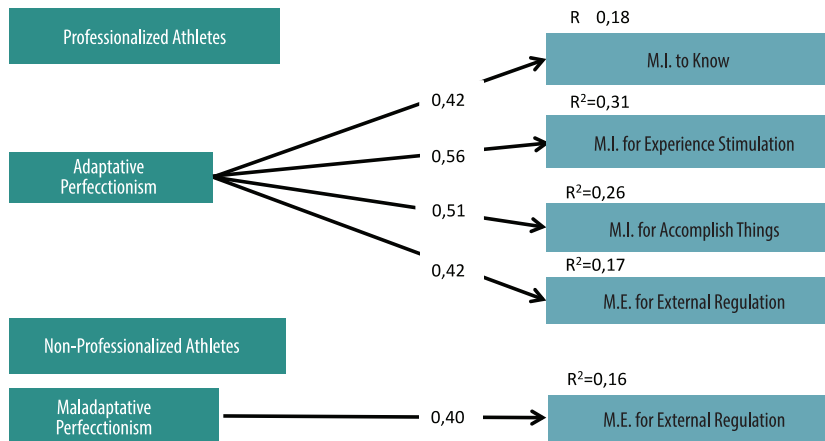 Professionalized Athletes
R 0,18
M.I. to Know
0,42
R²=0,31
M.I. for Experience Stimulation
0,56
Adaptative
Perfecctionism
R²=0,26
M.I. for Accomplish Things
0,51
R²=0,17
M.E. for External Regulation
0,42
Non-Professionalized Athletes
R²=0,16
Maladaptative
Perfecctionism
0,40
M.E. for External Regulation